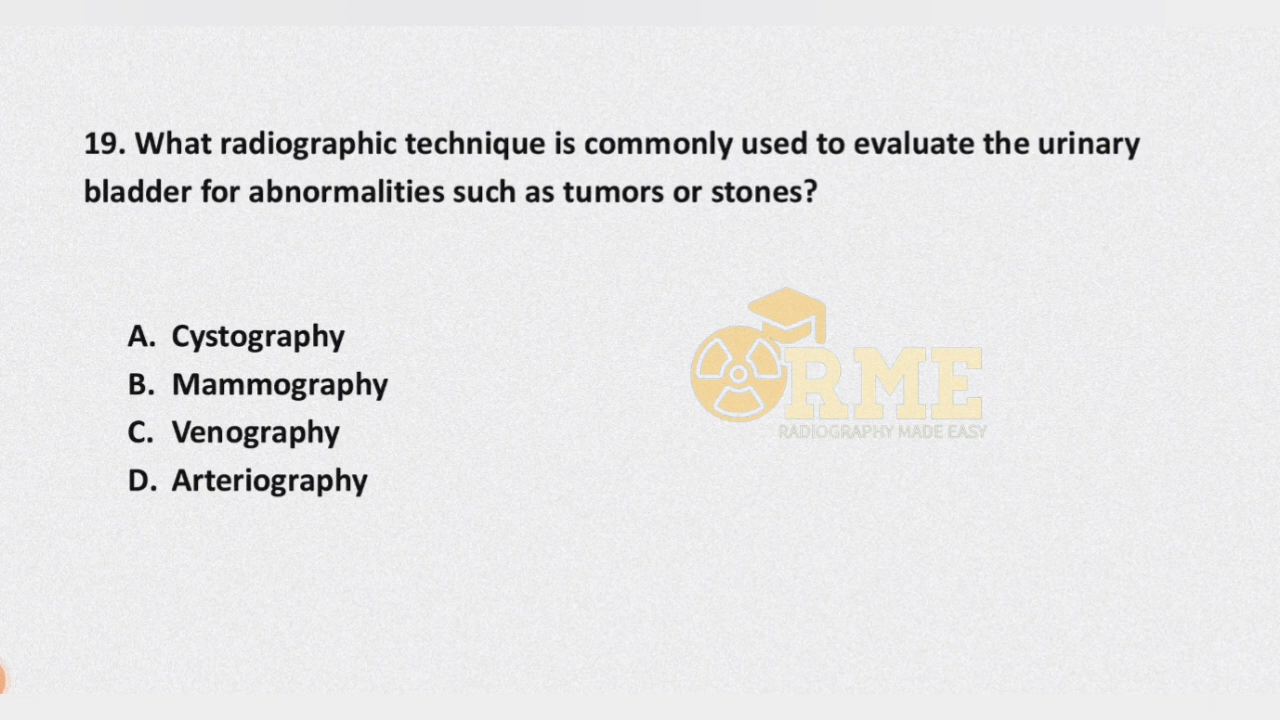 19. What radiographic technique is commonly used to evaluate the urinary
bladder for abnormalities such as tumors or stones?
A. Cystography
B. Mammography
C. Venography
D. Arteriography
RME
RADIOGRAPHY MADE EASY